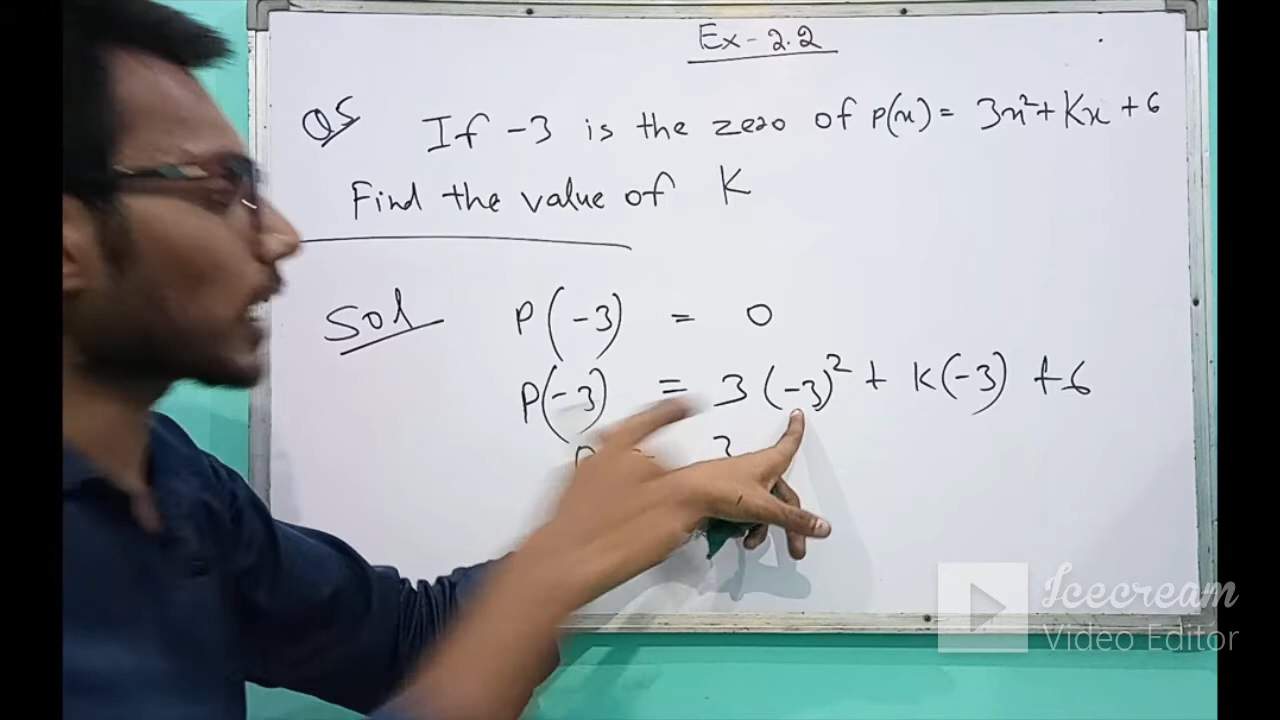 Ex-2.2
Q5 If -3 is the zero of p(x) = 3x²+Kx+6
Find the value of K
Sol P(-3) = 0
P(-3) = 3(-3)²+ K(-3) +6
Icecream
Video Editor